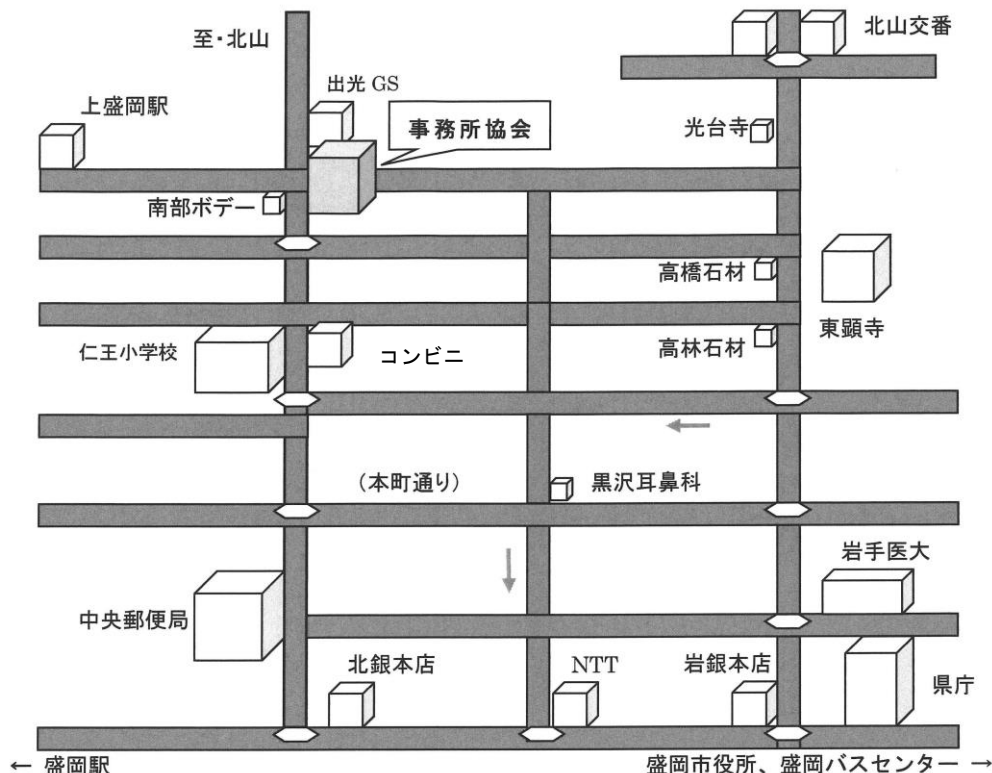 至・北山
北山交番
出光 GS
上盛岡駅
事務所協会
光台寺
南部ボデー
高橋石材
東顕寺
仁王小学校
コンビニ
高林石材
(本町通り)
黒沢耳鼻科
岩手医大
中央郵便局
北銀本店
NTT
岩銀本店
県庁
← 盛岡駅
盛岡市役所、盛岡バスセンター →